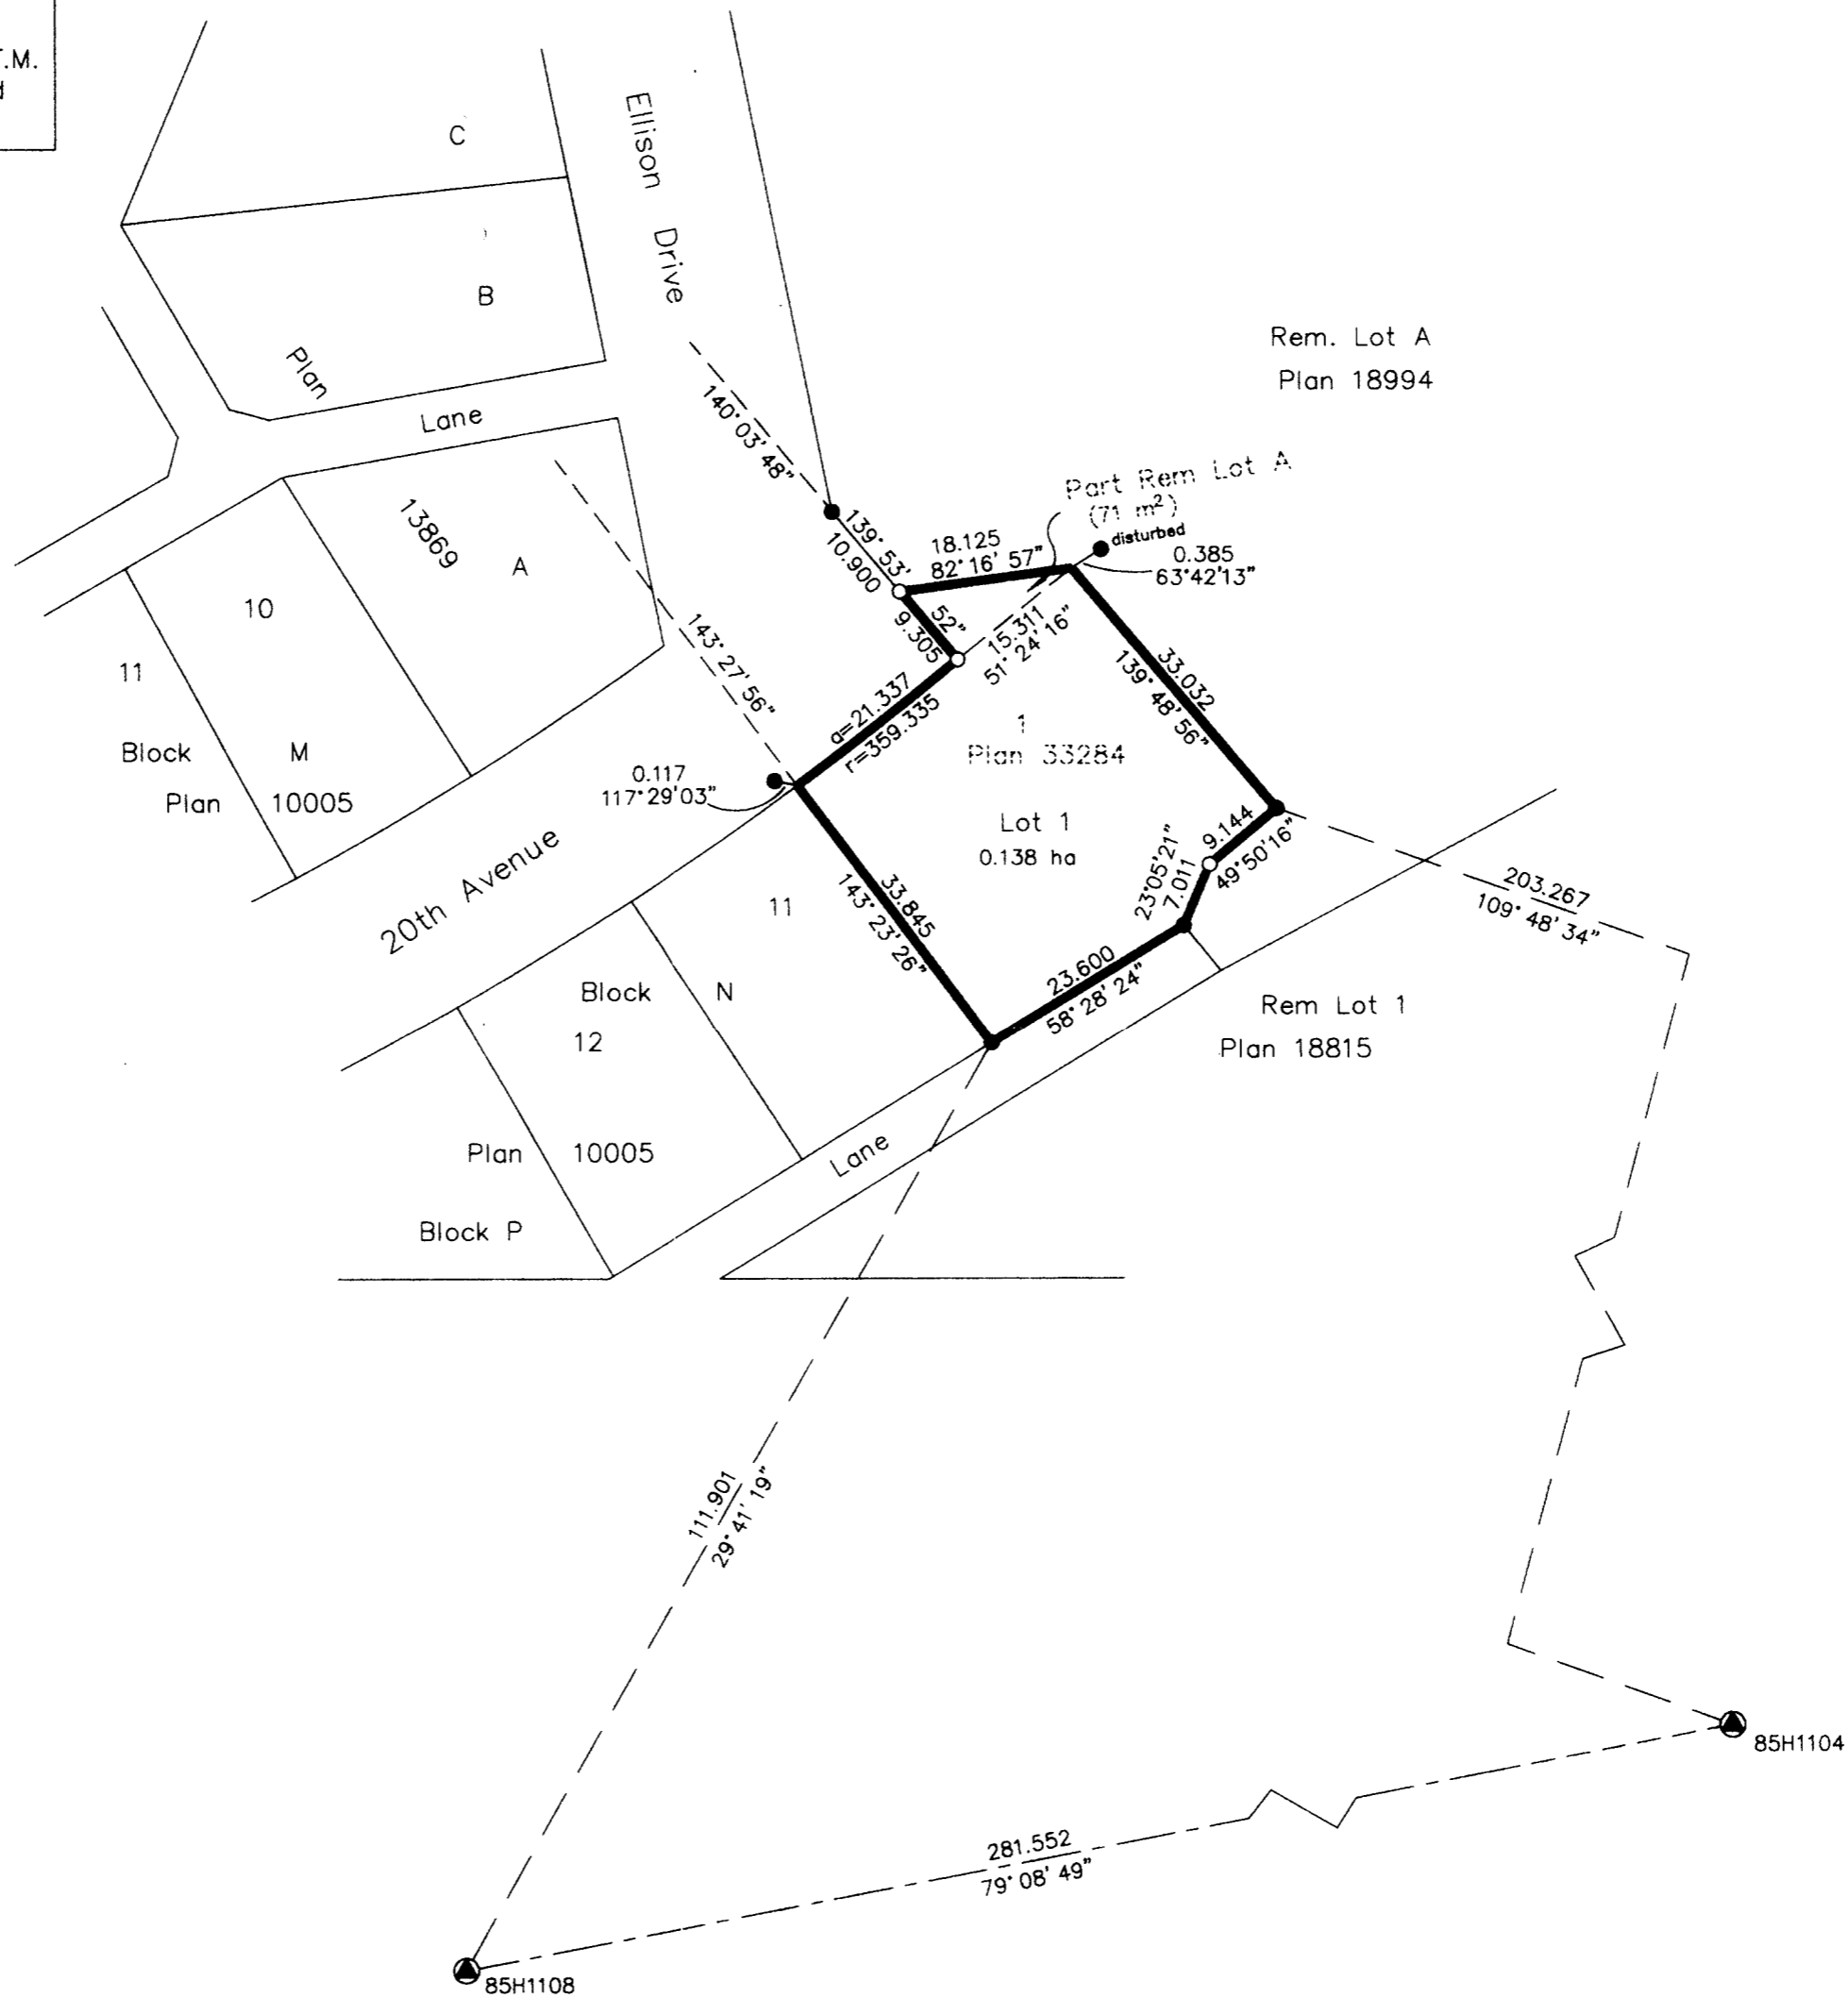 T.M.
C
Ellison Drive
B
Plan
Lane
13869
A
10
11
Block M
Plan 10005
Rem. Lot A
Plan 18994
140° 03' 48"
Part Rem Lot A
(71 m²)
disturbed
139° 53'
10.900
18.125
82° 16' 57"
0.385
63°42'13"
52"
9.305
15.311
51° 24' 16"
143° 27' 56"
a=21.337
r=359.335
33.032
139° 48' 56"
1
Plan 33284
0.117
117°29'03"
Lot 1
0.138 ha
9.144
49°50'16"
23°05'21"
7.011
203.267
109° 48' 34"
20th Avenue
33.845
143° 23' 26"
11
23.600
58° 28' 24"
Block N
12
Rem Lot 1
Plan 18815
Plan 10005
Lane
Block P
111.901
29° 41' 19"
85H1104
281.552
79° 08' 49"
85H1108